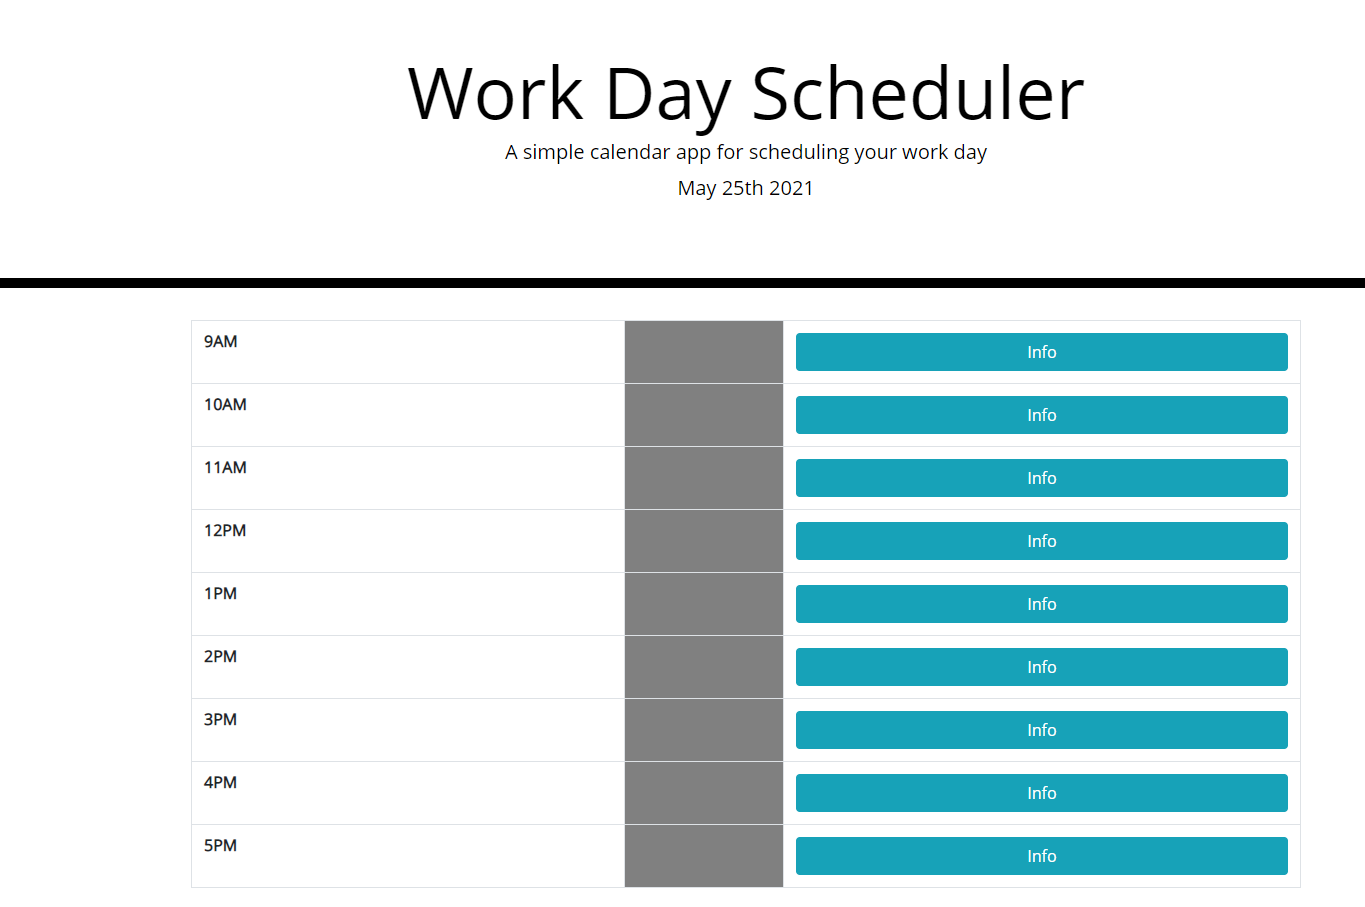 Work Day Scheduler
A simple calendar app for scheduling your work day
May 25th 2021
9AM Info
10AM Info
11AM Info
12PM Info
1PM Info
2PM Info
3PM Info
4PM Info
5PM Info